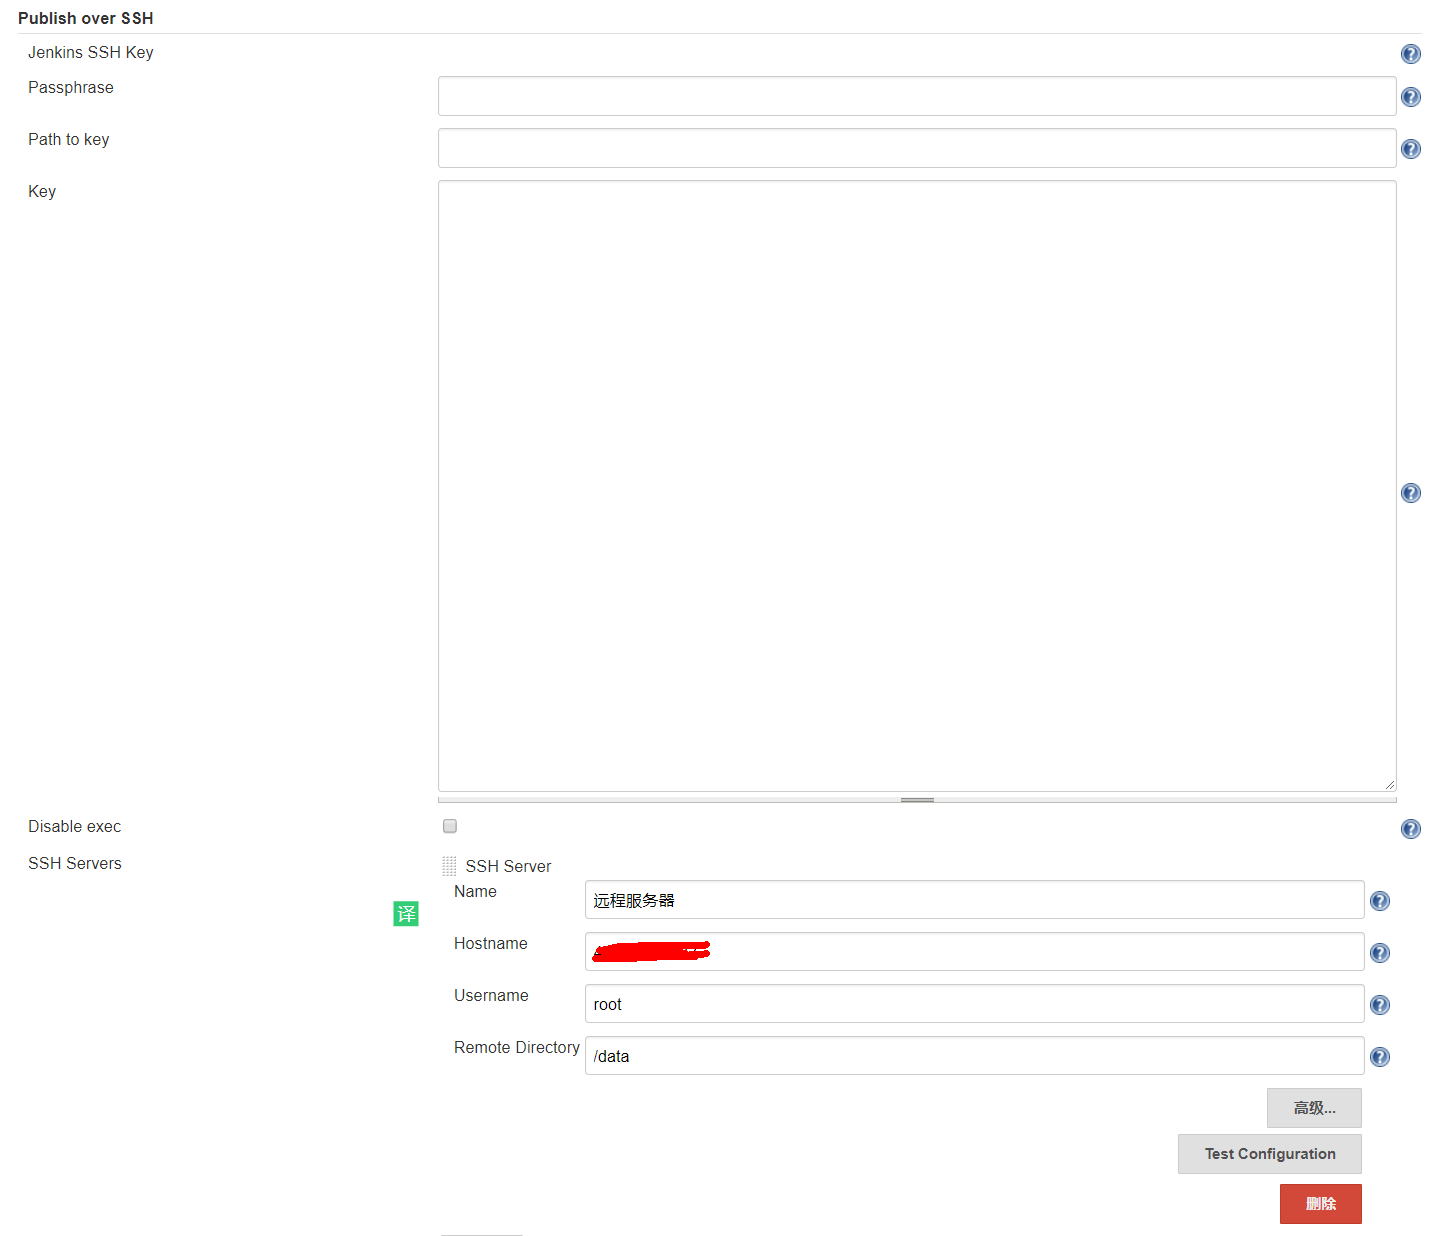 Publish over SSH
Jenkins SSH Key
Passphrase
Path to key
Key
Disable exec
SSH Servers
SSH Server
Name
远程服务器
译
Hostname
Username
root
Remote Directory
/data
高级...
Test Configuration
删除